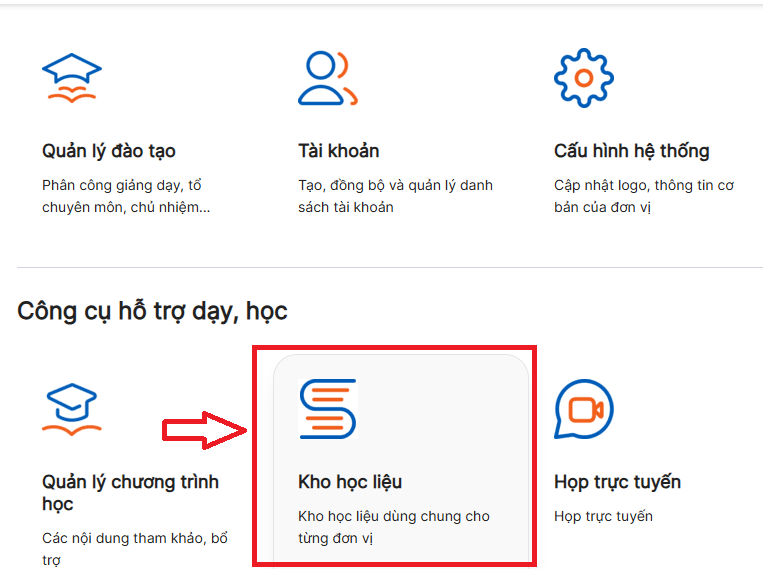 Quản lý đào tạo
Tài khoản
Cấu hình hệ thống
Phân công giảng dạy, tổ
chuyên môn, chủ nhiệm...
Tạo, đồng bộ và quản lý danh
sách tài khoản
Cập nhật logo, thông tin cơ
bản của đơn vị
Công cụ hỗ trợ dạy, học
Quản lý chương trình
học
Các nội dung tham khảo, bổ
trợ
Kho học liệu
Kho học liệu dùng chung cho
từng đơn vị
Họp trực tuyến
Họp trực tuyến